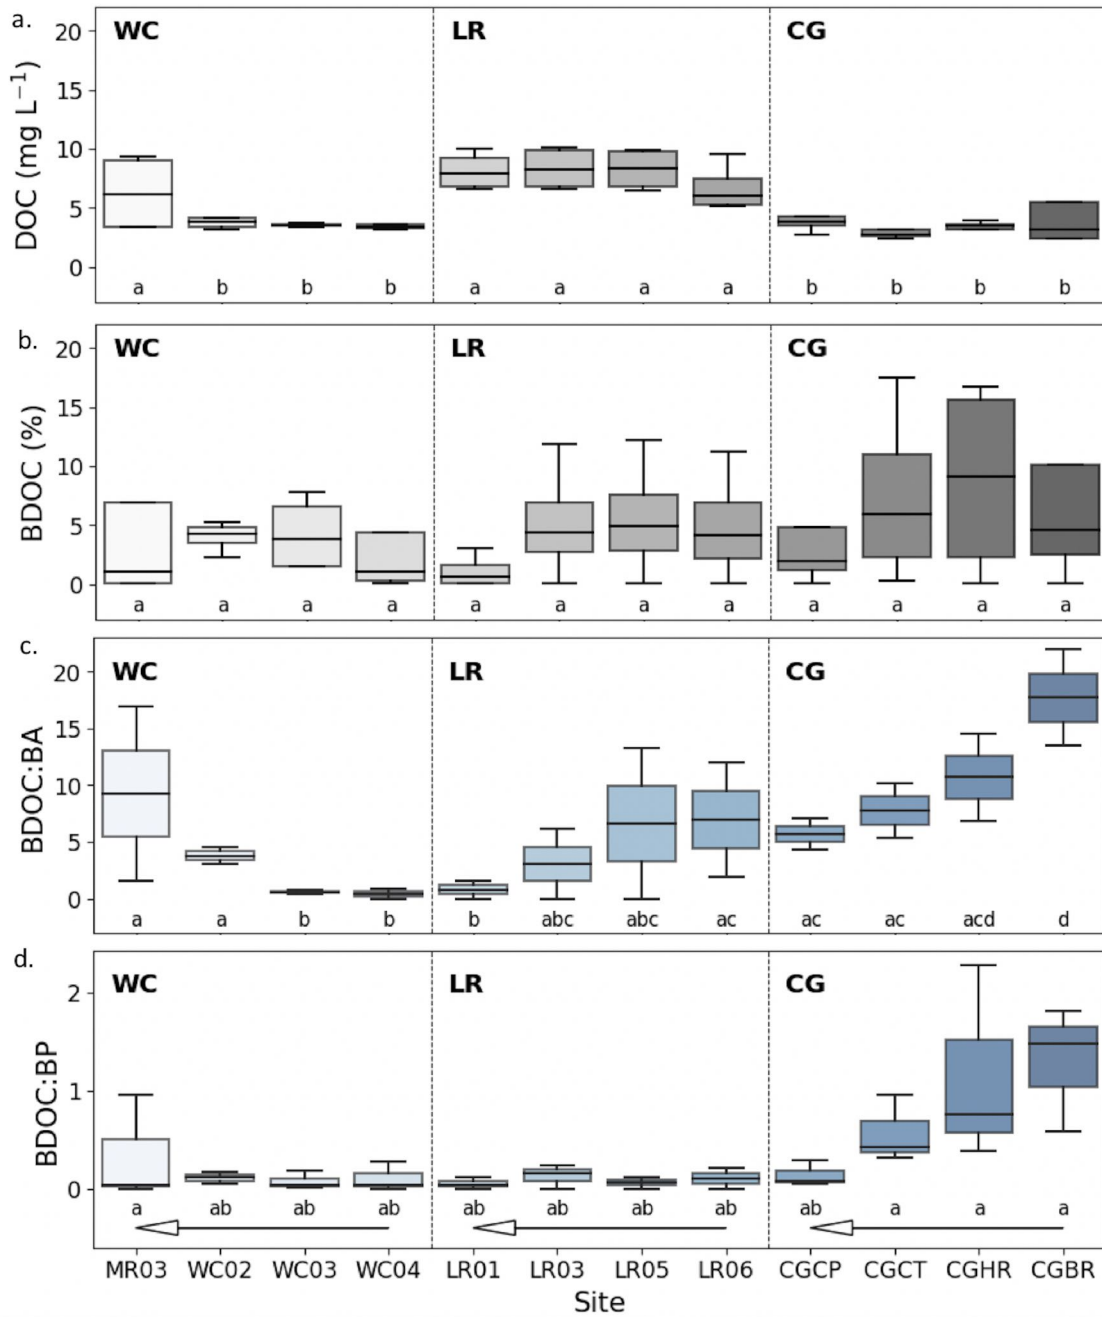 a.
WC LR CG
DOC (mg L⁻¹)
20
15
10
5
0
a b b b a a a a b b b b
b.
WC LR CG
BDOC (%)
20
15
10
5
0
a a a a a a a a a a a a
c.
WC LR CG
BDOC:BA
20
15
10
5
0
a a b b b abc abc ac ac ac acd d
d.
WC LR CG
BDOC:BP
2
1
0
a ab ab ab ab ab ab ab ab a a a
MR03 WC02 WC03 WC04 LR01 LR03 LR05 LR06 CGCP CGCT CGHR CGBR
Site